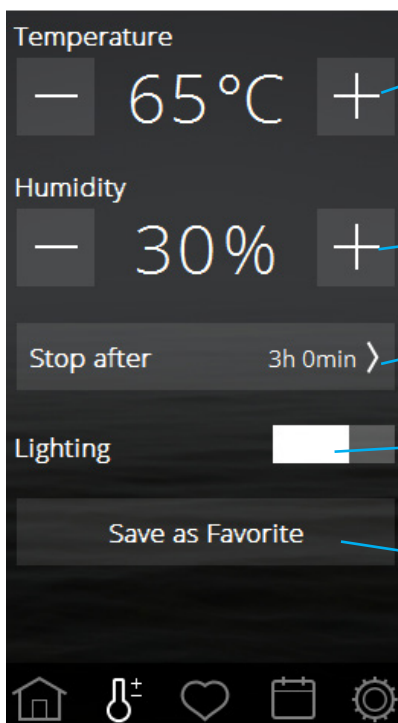 Temperature
− 65°C +
Humidity
− 30% +
Stop after 3h 0min >
Lighting
Save as Favorite